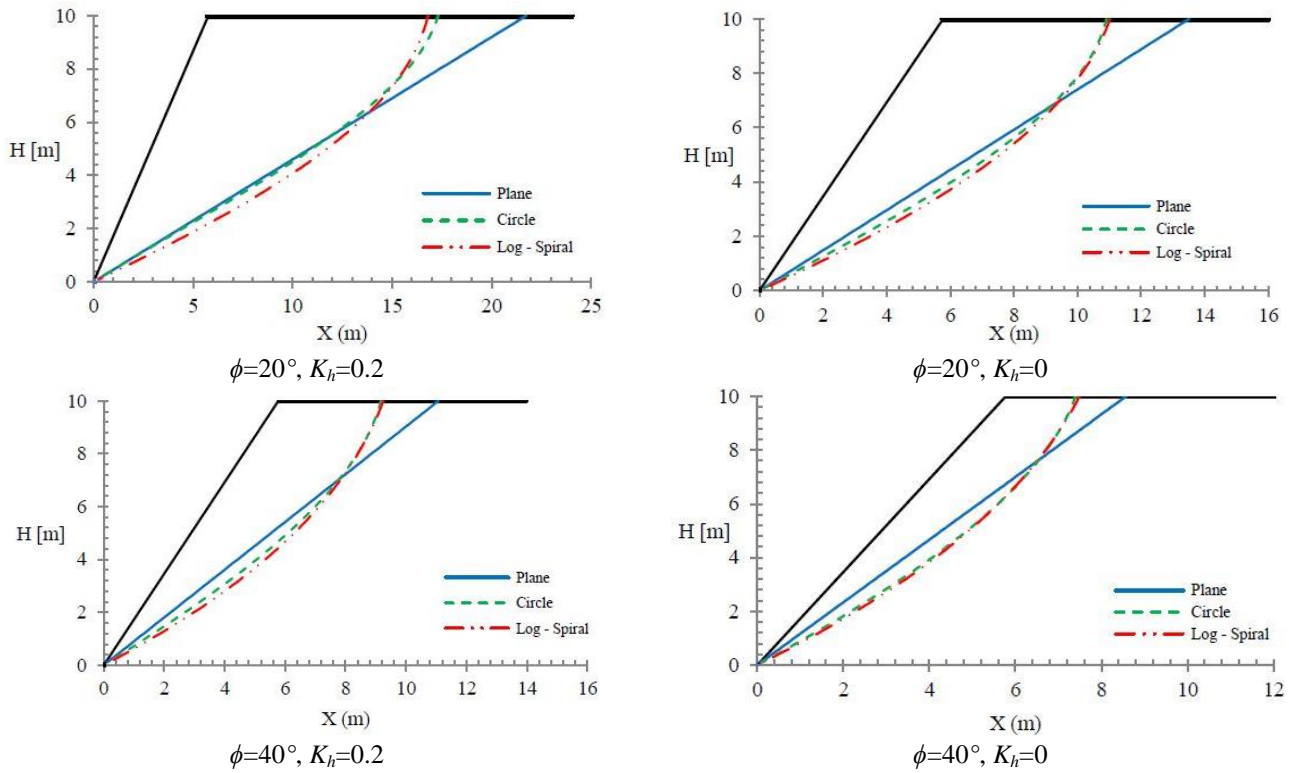 10
8
6
H [m]
4
2
0
0 5 10 15 20 25
X (m)
Plane
Circle
Log - Spiral
ϕ=20°, Kh=0.2
10
8
6
H [m]
4
2
0
0 2 4 6 8 10 12 14 16
X (m)
Plane
Circle
Log - Spiral
ϕ=20°, Kh=0
10
8
6
H [m]
4
2
0
0 2 4 6 8 10 12 14 16
X (m)
Plane
Circle
Log - Spiral
ϕ=40°, Kh=0.2
10
8
6
H [m]
4
2
0
0 2 4 6 8 10 12
X (m)
Plane
Circle
Log - Spiral
ϕ=40°, Kh=0